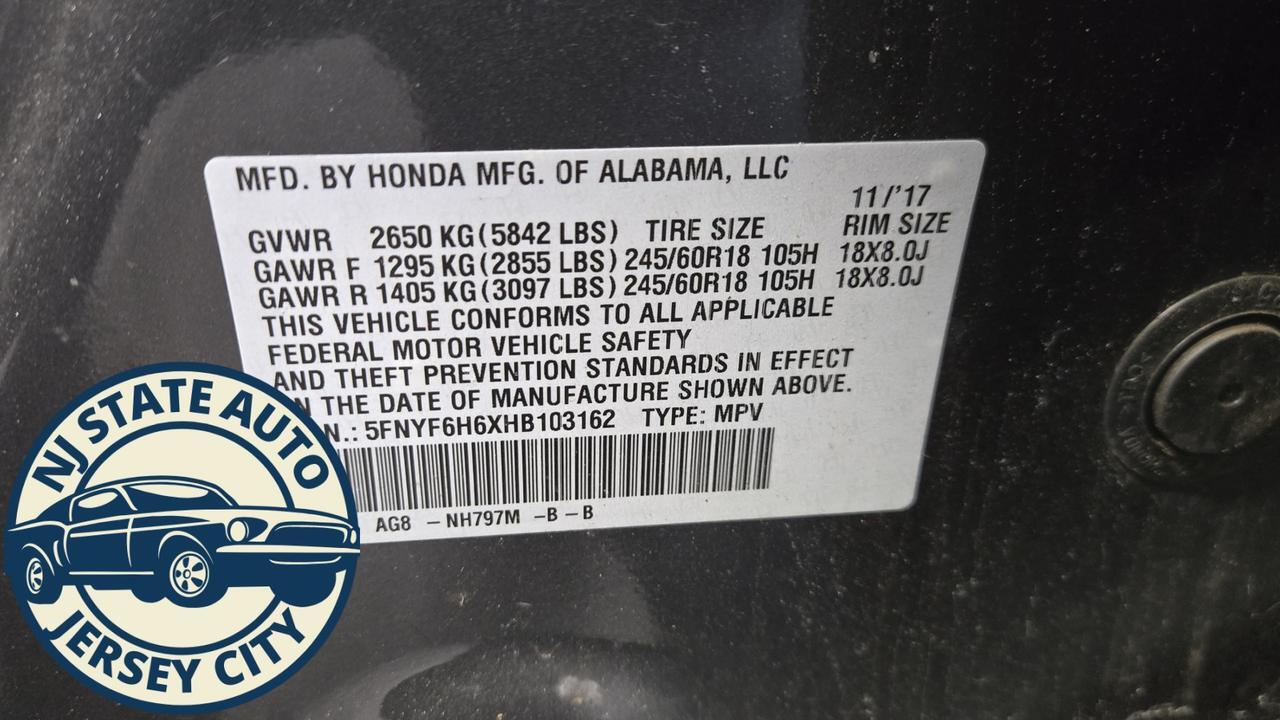 MFD. BY HONDA MFG. OF ALABAMA, LLC
11/'17
GVWR 2650 KG (5842 LBS) TIRE SIZE RIM SIZE
GAWR F 1295 KG (2855 LBS) 245/60R18 105H 18X8.0J
GAWR R 1405 KG (3097 LBS) 245/60R18 105H 18X8.0J
THIS VEHICLE CONFORMS TO ALL APPLICABLE
FEDERAL MOTOR VEHICLE SAFETY
AND THEFT PREVENTION STANDARDS IN EFFECT
N THE DATE OF MANUFACTURE SHOWN ABOVE.
N.: 5FNYF6H6XHB103162 TYPE: MPV
AG8 – NH797M – B – B
NJ STATE AUTO
JERSEY CITY